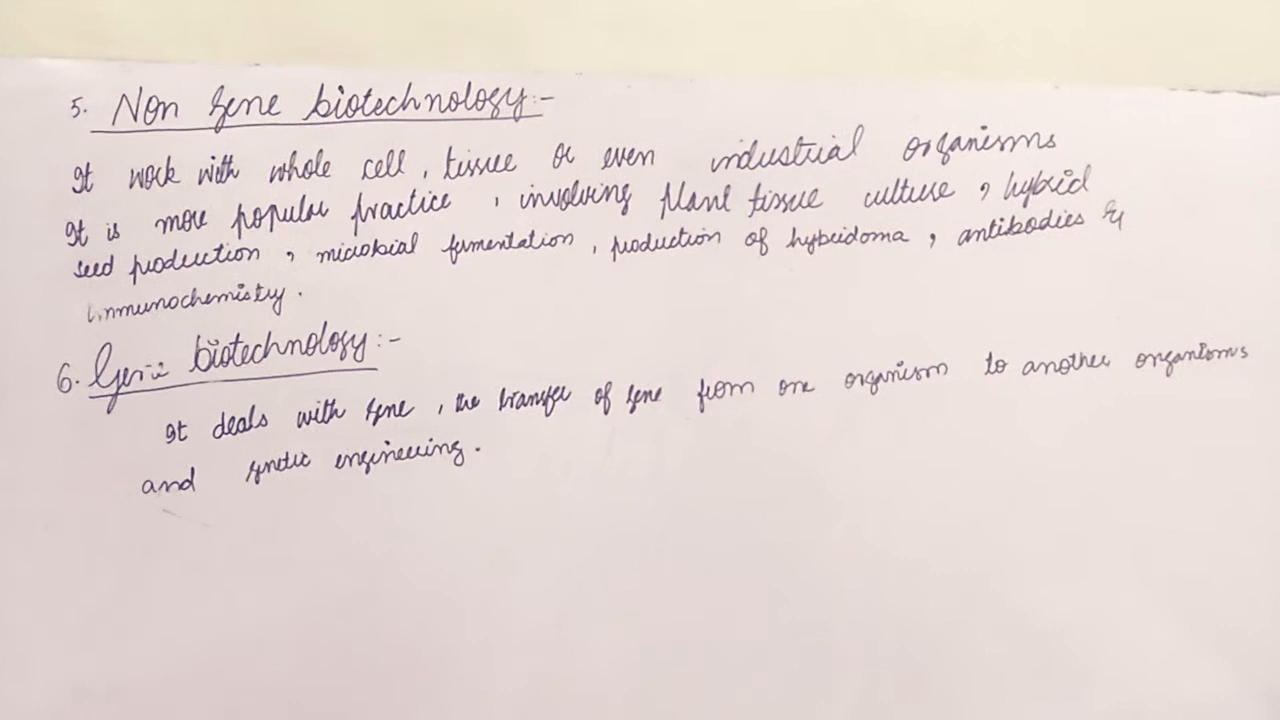 5. Non gene biotechnology:-
It work with whole cell, tissue or even industrial organisms
It is more popular practice, involving Plant tissue culture, hybrid
seed production, microbial fermentation, production of hybridoma, antibodies &
immunochemistry.
6. Gene biotechnology:-
It deals with gene, the transfer of gene from one organism to another organisms
and genetic engineering.